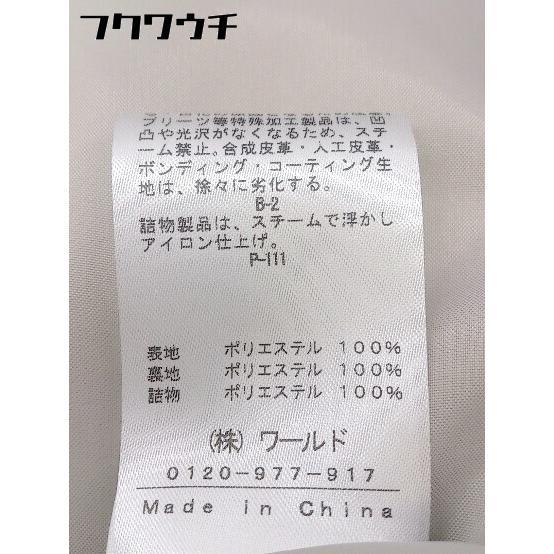 フクワウチ
プリーツ等特殊加工製品は、凹
凸や光沢がなくなるため、スチ
ーム禁止。合成皮革・人工皮革・
ボンディング・コーティング生
地は、徐々に劣化する。
B-2
詰物製品は、スチームで浮かし
アイロン仕上げ。
P-111
表地 ポリエステル 100%
裏地 ポリエステル 100%
詰物 ポリエステル 100%
(株) ワールド
0120-977-917
Made in China